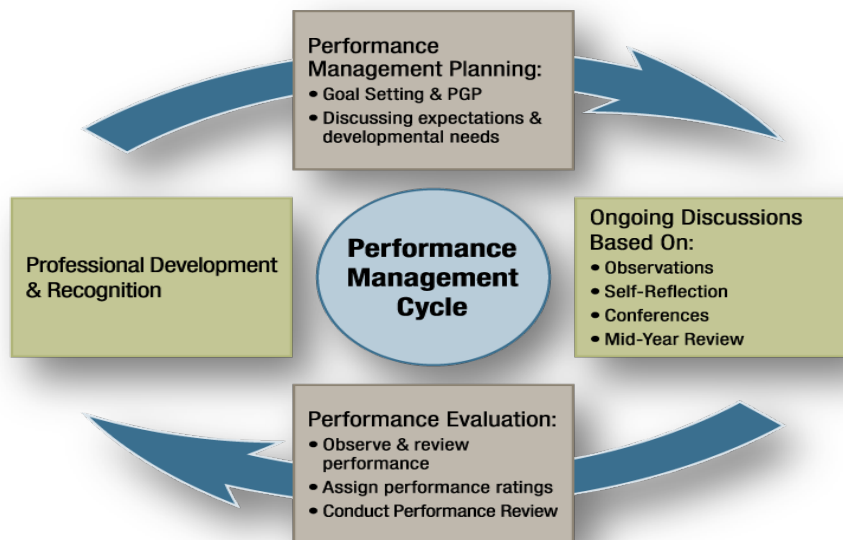 Performance
Management Planning:
• Goal Setting & PGP
• Discussing expectations &
developmental needs
Professional Development
& Recognition
Performance
Management
Cycle
Ongoing Discussions
Based On:
• Observations
• Self-Reflection
• Conferences
• Mid-Year Review
Performance Evaluation:
• Observe & review
performance
• Assign performance ratings
• Conduct Performance Review